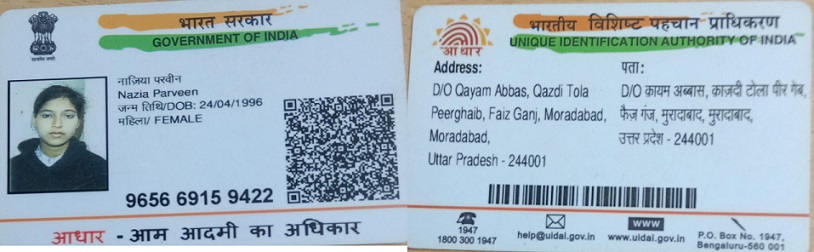 भारत सरकार
GOVERNMENT OF INDIA
नाजिया परवीन
Nazia Parveen
जन्म तिथि/DOB: 24/04/1996
महिला/ FEMALE
9656 6915 9422
आधार - आम आदमी का अधिकार
भारतीय विशिष्ट पहचान प्राधिकरण
UNIQUE IDENTIFICATION AUTHORITY OF INDIA
आधार
Address:
D/O Qayam Abbas, Qazdi Tola
Peerghaib, Faiz Ganj, Moradabad,
Moradabad,
Uttar Pradesh - 244001
पता:
D/O कायम अब्बास, काज़दी टोला पीर गेब,
फैज़ गंज, मुरादाबाद, मुरादाबाद,
उत्तर प्रदेश - 244001
1947
1800 300 1947
help@uidai.gov.in
www
www.uidai.gov.in
P.O. Box No. 1947,
Bengaluru-560 001